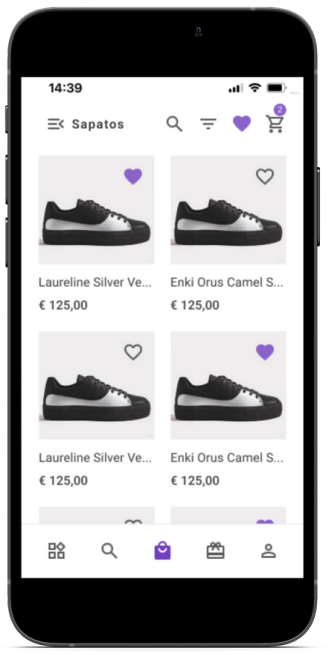 14:39
2
Sapatos
Laureline Silver Ve...
Enki Orus Camel S...
€ 125,00
€ 125,00
Laureline Silver Ve...
Enki Orus Camel S...
€ 125,00
€ 125,00